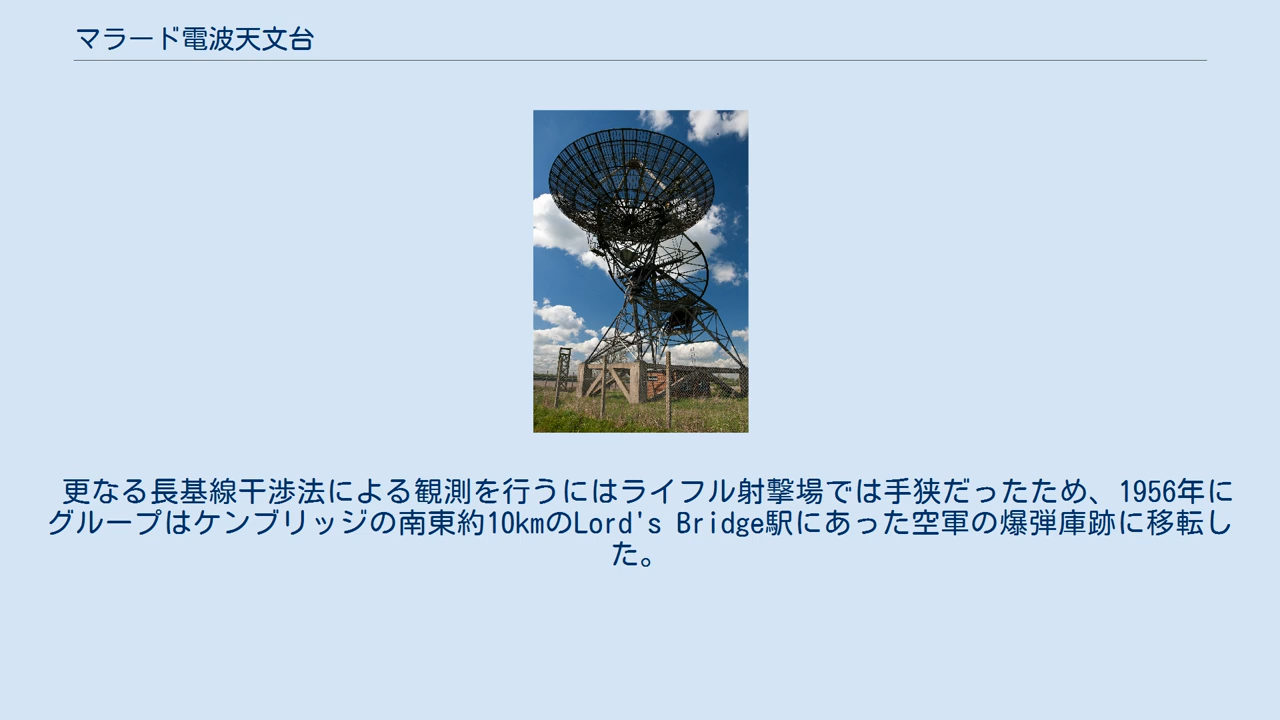 マラード電波天文台
更なる長基線干渉法による観測を行うにはライフル射撃場では手狭だったため、1956年に
グループはケンブリッジの南東約10kmのLord's Bridge駅にあった空軍の爆弾庫跡に移転し
た。